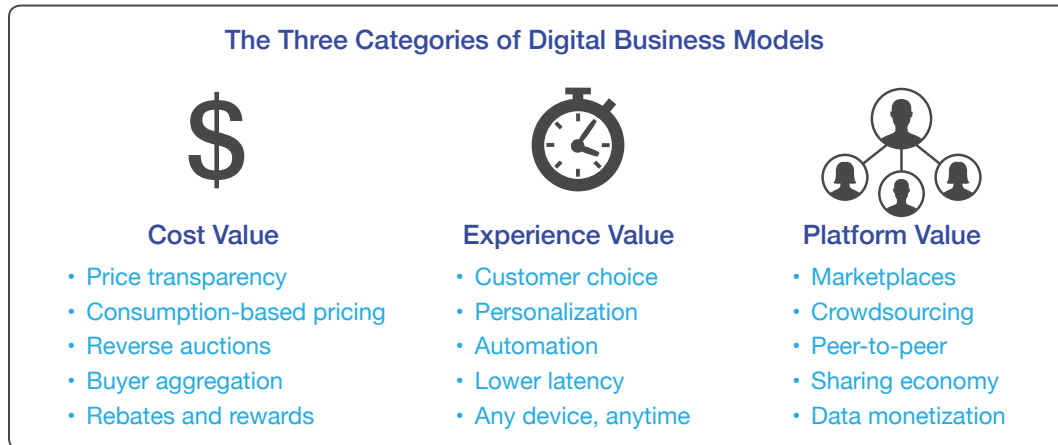 The Three Categories of Digital Business Models
$
Cost Value
• Price transparency
• Consumption-based pricing
• Reverse auctions
• Buyer aggregation
• Rebates and rewards
Experience Value
• Customer choice
• Personalization
• Automation
• Lower latency
• Any device, anytime
Platform Value
• Marketplaces
• Crowdsourcing
• Peer-to-peer
• Sharing economy
• Data monetization